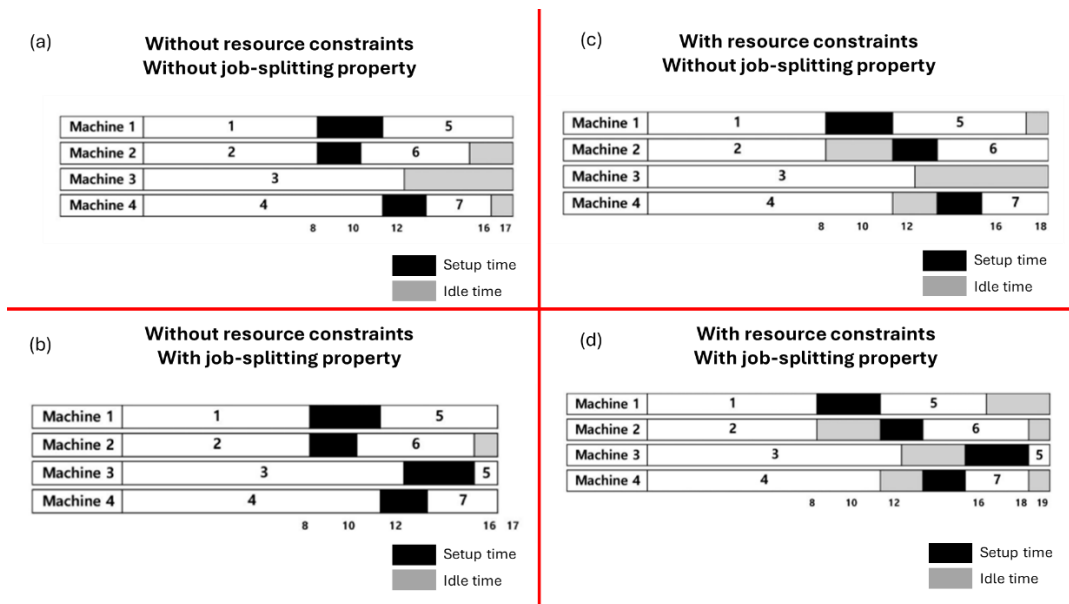 (a)
Without resource constraints
Without job-splitting property
Machine 1 1 5
Machine 2 2 6
Machine 3 3
Machine 4 4 7
8 10 12 16 17
Setup time
Idle time
(c)
With resource constraints
Without job-splitting property
Machine 1 1 5
Machine 2 2 6
Machine 3 3
Machine 4 4 7
8 10 12 16 18
Setup time
Idle time
(b)
Without resource constraints
With job-splitting property
Machine 1 1 5
Machine 2 2 6
Machine 3 3 5
Machine 4 4 7
8 10 12 16 17
Setup time
Idle time
(d)
With resource constraints
With job-splitting property
Machine 1 1 5
Machine 2 2 6
Machine 3 3 5
Machine 4 4 7
8 10 12 16 18 19
Setup time
Idle time